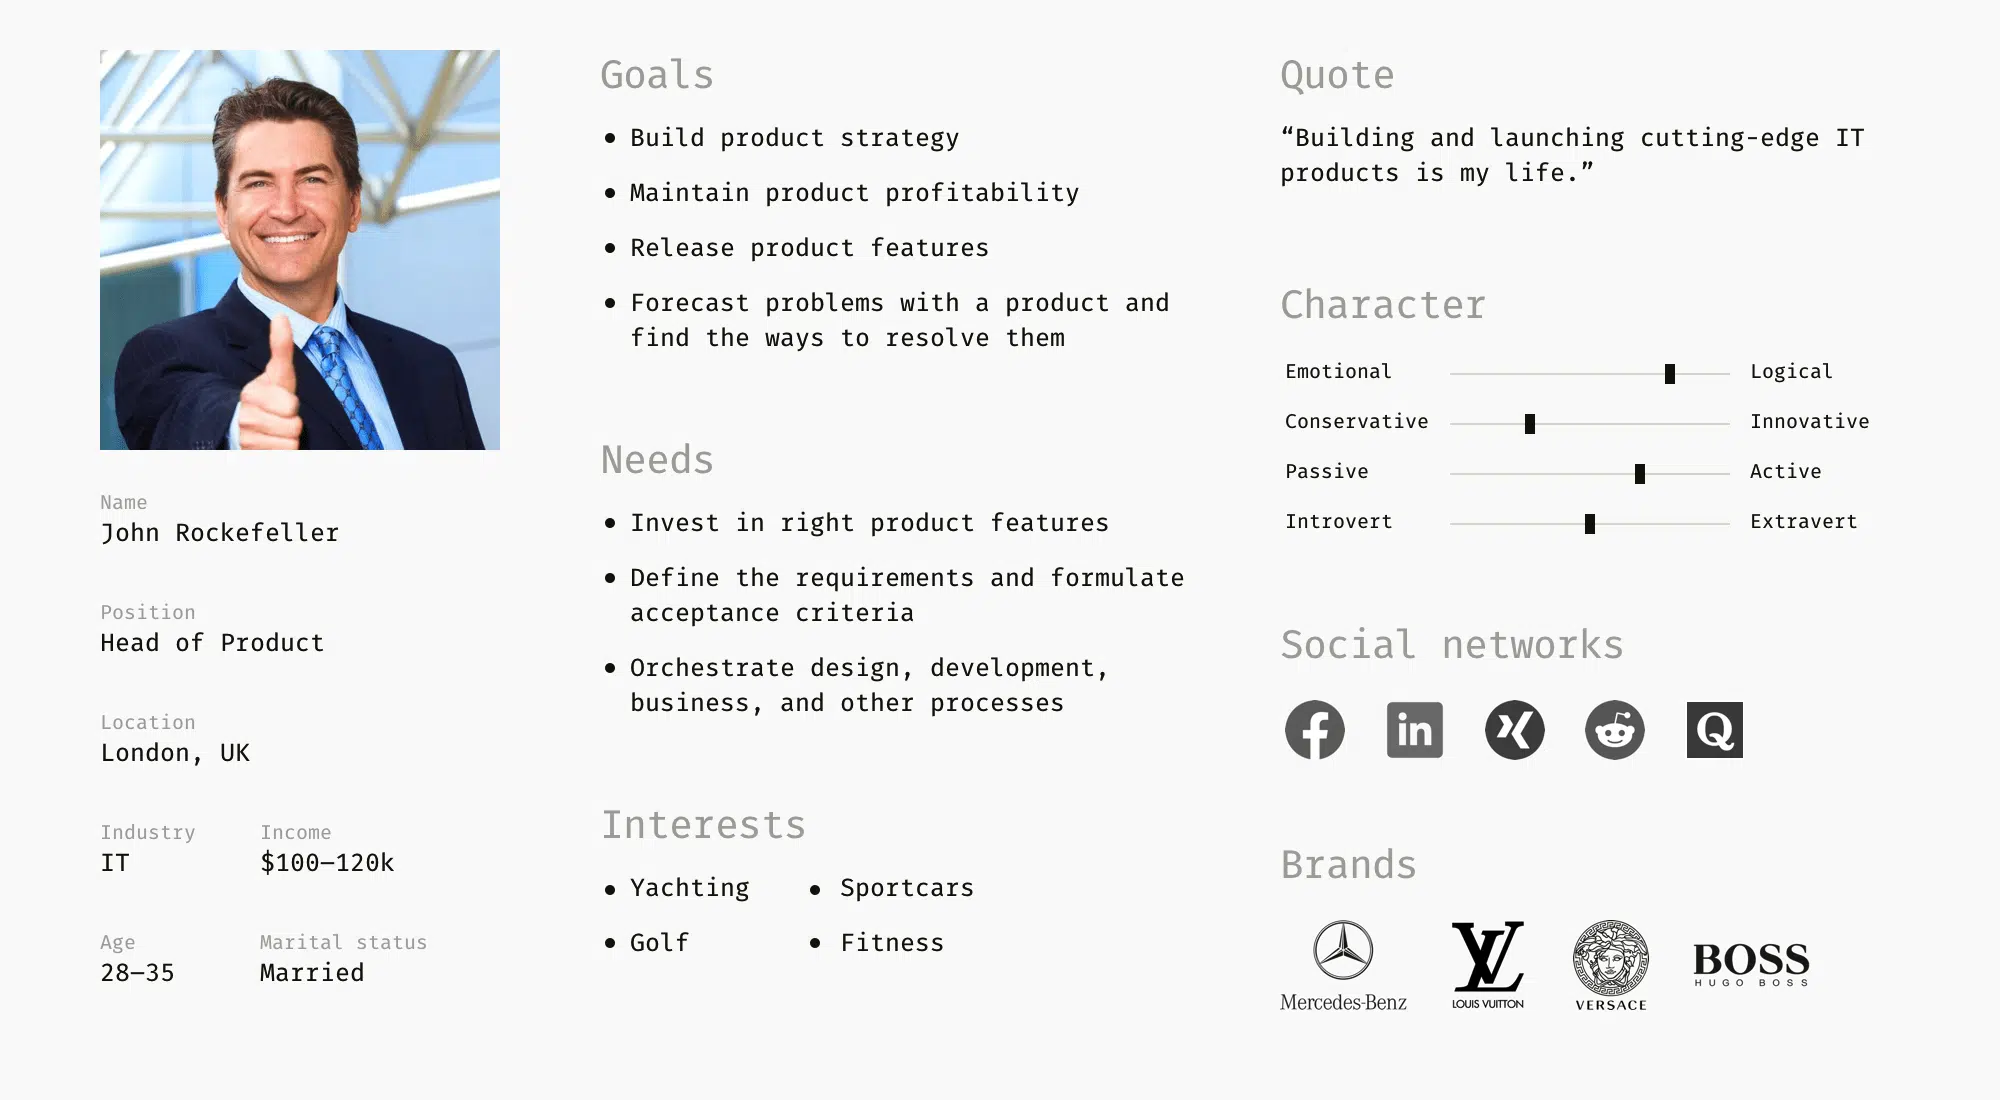 Name
John Rockefeller
Position
Head of Product
Location
London, UK
Industry
IT
Income
$100–120k
Age
28–35
Marital status
Married
Goals
Build product strategy
Maintain product profitability
Release product features
Forecast problems with a product and
find the ways to resolve them
Needs
Invest in right product features
Define the requirements and formulate
acceptance criteria
Orchestrate design, development,
business, and other processes
Interests
Yachting
Sportcars
Golf
Fitness
Quote
“Building and launching cutting-edge IT
products is my life.”
Character
Emotional Logical
Conservative Innovative
Passive Active
Introvert Extravert
Social networks
in
Q
Brands
Mercedes-Benz
LV
LOUIS VUITTON
VERSACE
BOSS
HUGO BOSS